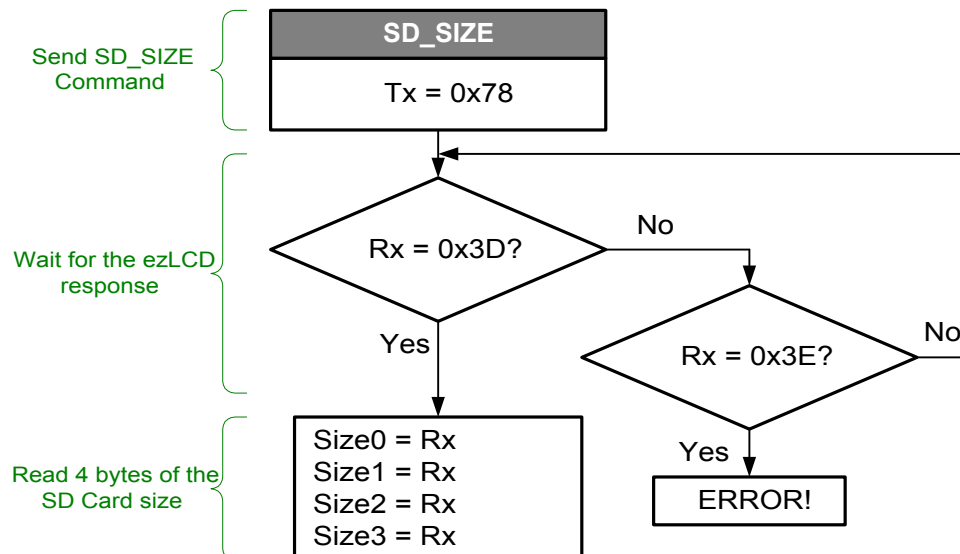 SD_SIZE
Send SD_SIZE
Command
Tx = 0x78
No
Rx = 0x3D?
Wait for the ezLCD
response
No
Yes
Rx = 0x3E?
Size0 = Rx
Yes
Size1 = Rx
Read 4 bytes of the
SD Card size
Size2 = Rx
ERROR!
Size3 = Rx